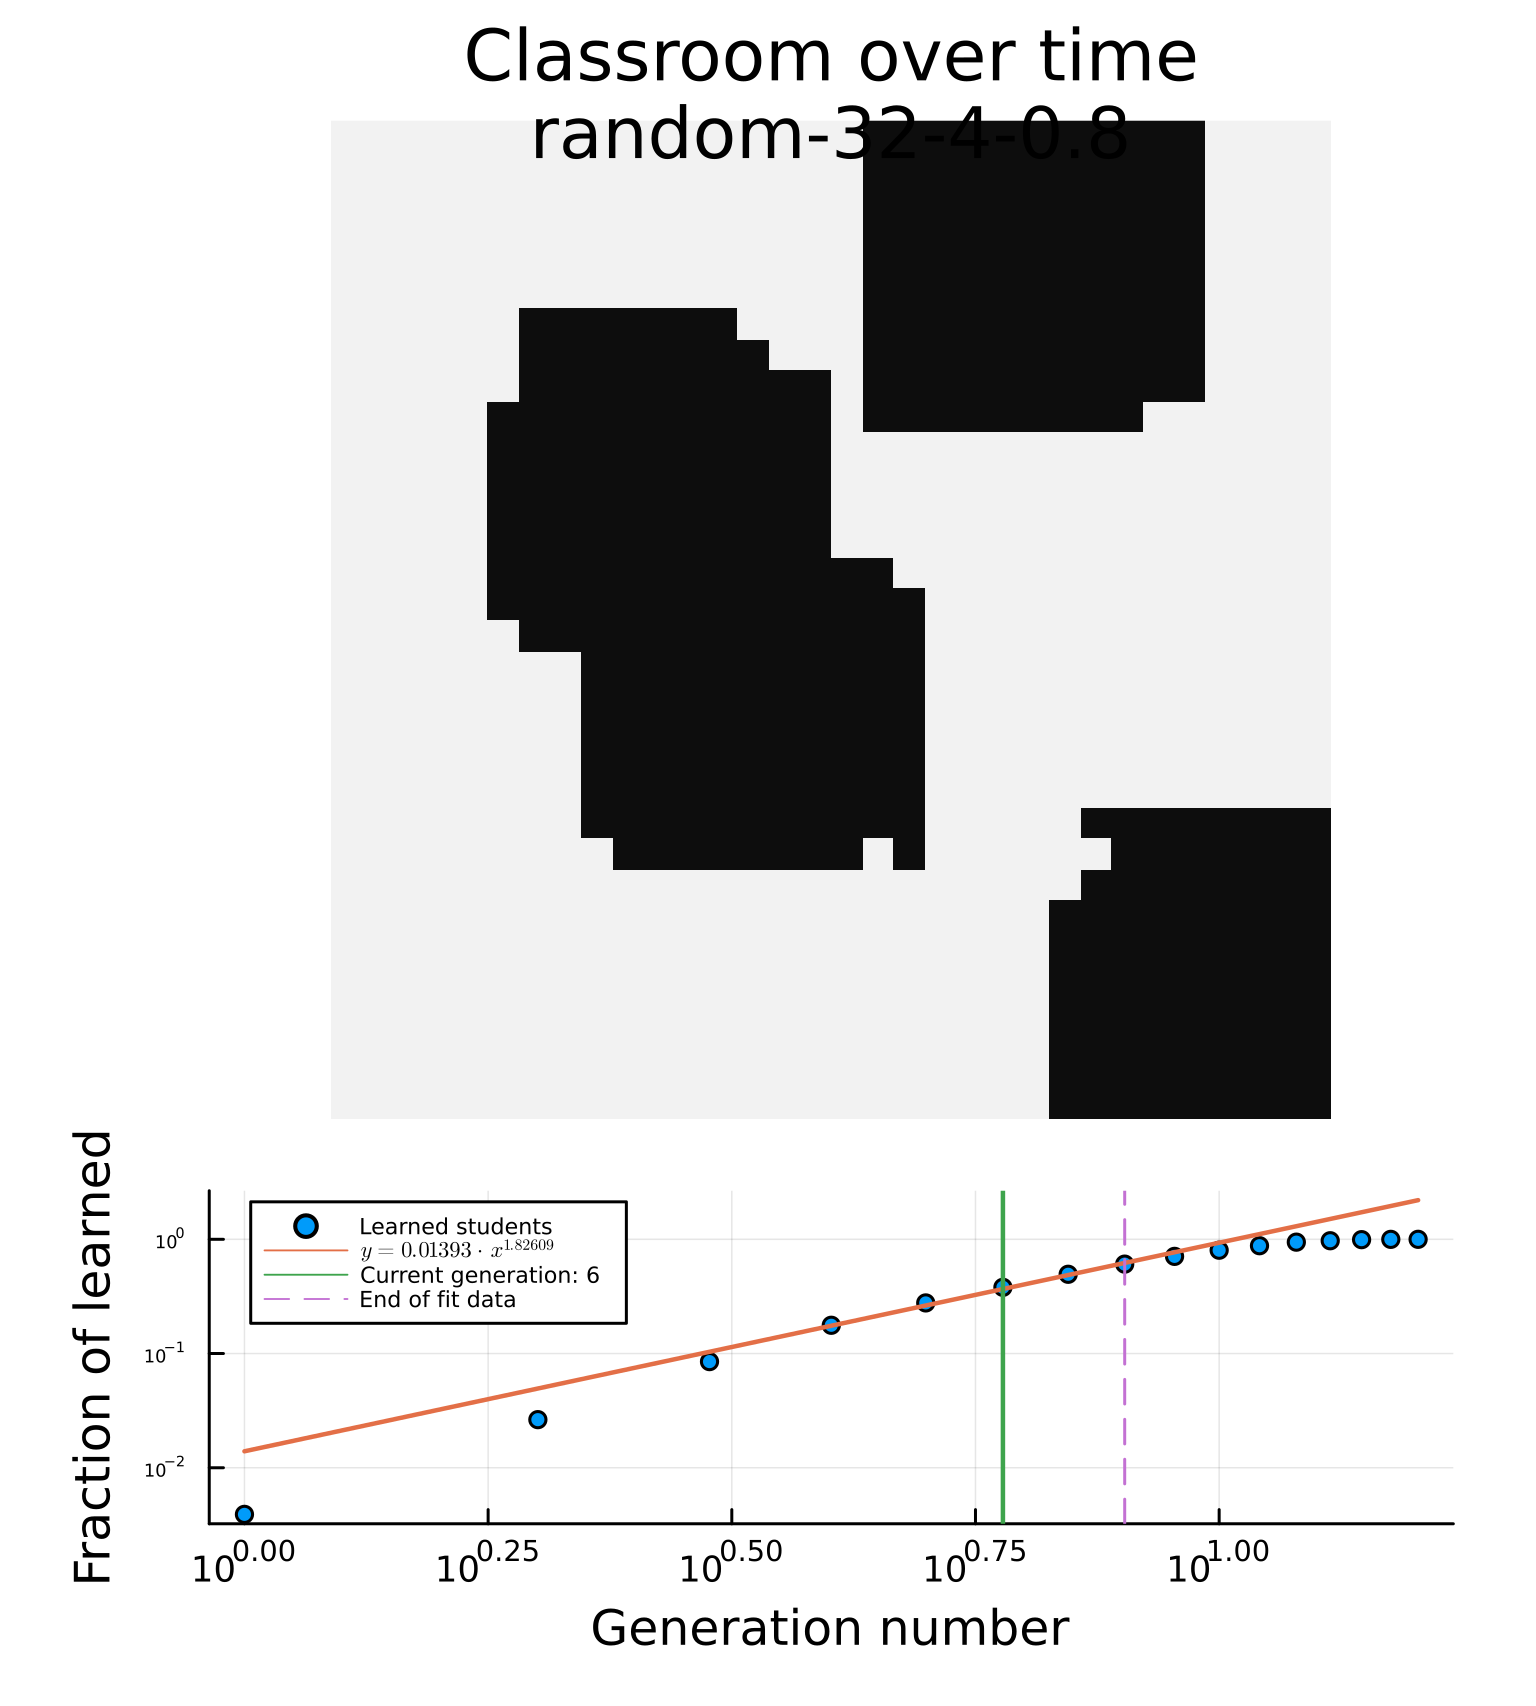 Classroom over time
random-32-4-0.8
Fraction of learned
10⁰
10⁻¹
10⁻²
Learned students
y = 0.01393 · x^1.82609
Current generation: 6
End of fit data
10^0.00 10^0.25 10^0.50 10^0.75 10^1.00
Generation number